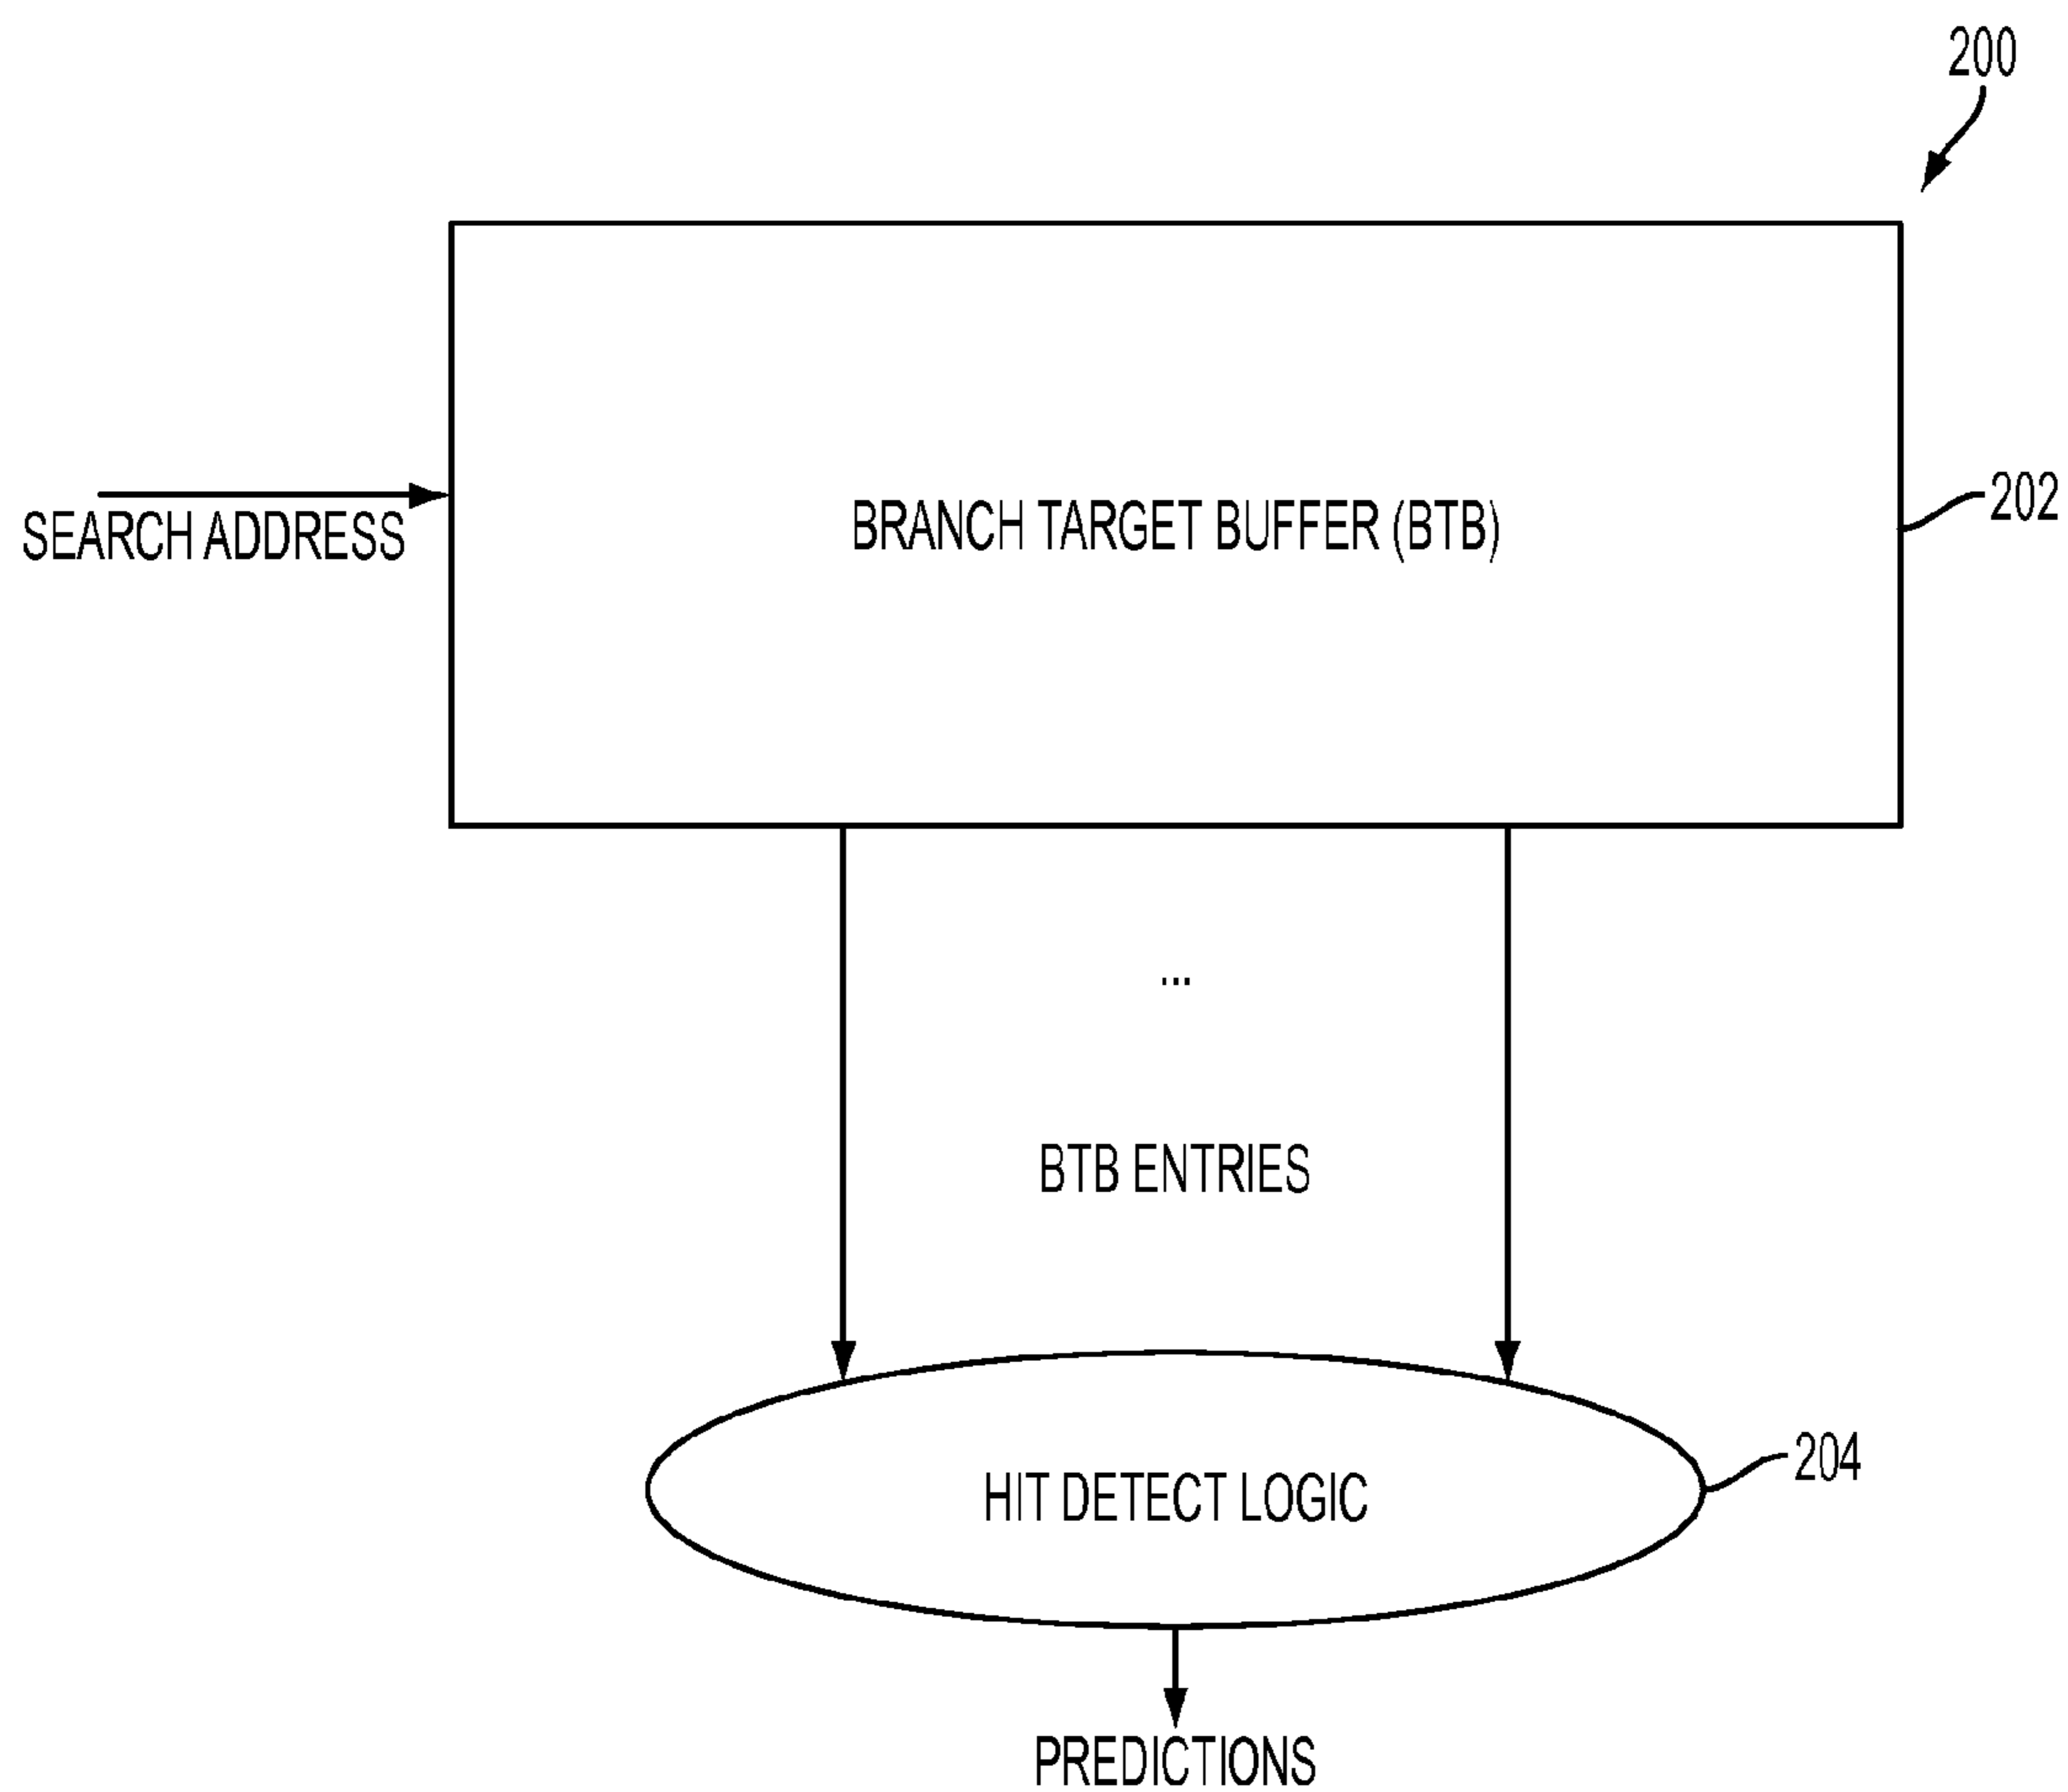 200
SEARCH ADDRESS
BRANCH TARGET BUFFER (BTB)
202
...
BTB ENTRIES
HIT DETECT LOGIC
204
PREDICTIONS